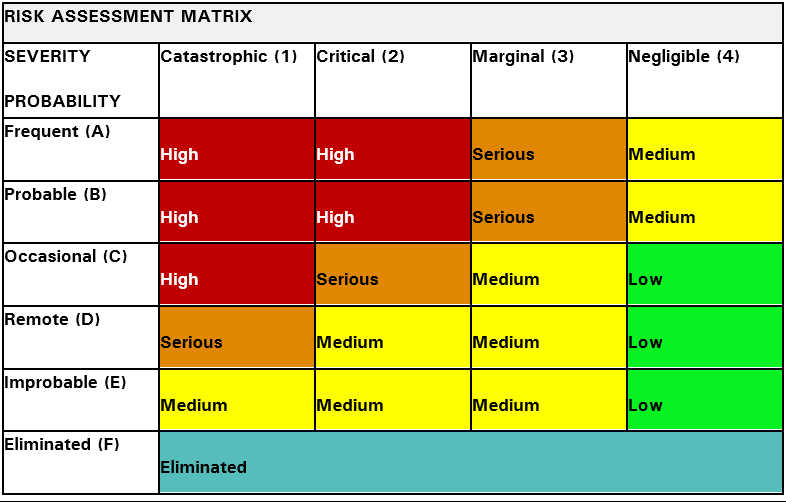 RISK ASSESSMENT MATRIX
SEVERITY
PROBABILITY
Catastrophic (1) Critical (2) Marginal (3) Negligible (4)
Frequent (A) High High Serious Medium
Probable (B) High High Serious Medium
Occasional (C) High Serious Medium Low
Remote (D) Serious Medium Medium Low
Improbable (E) Medium Medium Medium Low
Eliminated (F) Eliminated